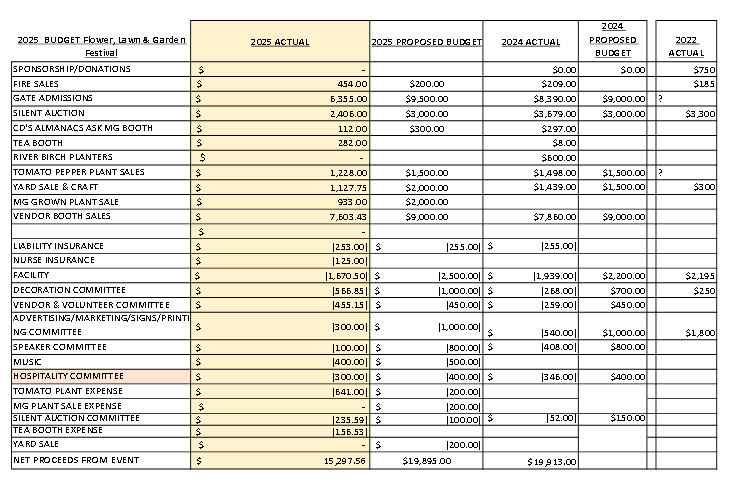 2025 BUDGET Flower, Lawn & Garden Festival | 2025 ACTUAL | 2025 PROPOSED BUDGET | 2024 ACTUAL | 2024 PROPOSED BUDGET | 2022 ACTUAL
SPONSORSHIP/DONATIONS $ - $0.00 $0.00 $750
FIRE SALES $ 454.00 $200.00 $209.00 $185
GATE ADMISSIONS $ 6,355.00 $9,500.00 $8,390.00 $9,000.00 ?
SILENT AUCTION $ 2,406.00 $3,000.00 $3,679.00 $3,000.00 $3,300
CD'S ALMANACS ASK MG BOOTH $ 112.00 $300.00 $297.00
TEA BOOTH $ 282.00 $8.00
RIVER BIRCH PLANTERS $ - $600.00
TOMATO PEPPER PLANT SALES $ 1,228.00 $1,500.00 $1,498.00 $1,500.00 ?
YARD SALE & CRAFT $ 1,127.75 $2,000.00 $1,439.00 $1,500.00 $300
MG GROWN PLANT SALE $ 933.00 $2,000.00
VENDOR BOOTH SALES $ 7,603.43 $9,000.00 $7,860.00 $9,000.00
$ -
LIABILITY INSURANCE $ |253.00| $ |255.00| $ |255.00|
NURSE INSURANCE $ |125.00|
FACILITY $ |1,670.50| $ |2,500.00| $ |1,939.00| $2,200.00 $2,195
DECORATION COMMITTEE $ |566.85| $ |1,000.00| $ |268.00| $700.00 $250
VENDOR & VOLUNTEER COMMITTEE $ |455.15| $ |450.00| $ |259.00| $450.00
ADVERTISING/MARKETING/SIGNS/PRINTI
NG COMMITTEE $ |300.00| $ |1,000.00| $ |540.00| $1,000.00 $1,800
SPEAKER COMMITTEE $ |100.00| $ |800.00| $ |408.00| $800.00
MUSIC $ |400.00| $ |500.00|
HOSPITALITY COMMITTEE $ |300.00| $ |400.00| $ |346.00| $400.00
TOMATO PLANT EXPENSE $ |641.00| $ |200.00|
MG PLANT SALE EXPENSE $ - $ |200.00|
SILENT AUCTION COMMITTEE $ |235.59| $ |100.00| $ |52.00| $150.00
TEA BOOTH EXPENSE $ |156.53|
YARD SALE $ - $ |200.00|
NET PROCEEDS FROM EVENT $ 15,297.56 $19,895.00 $19,913.00